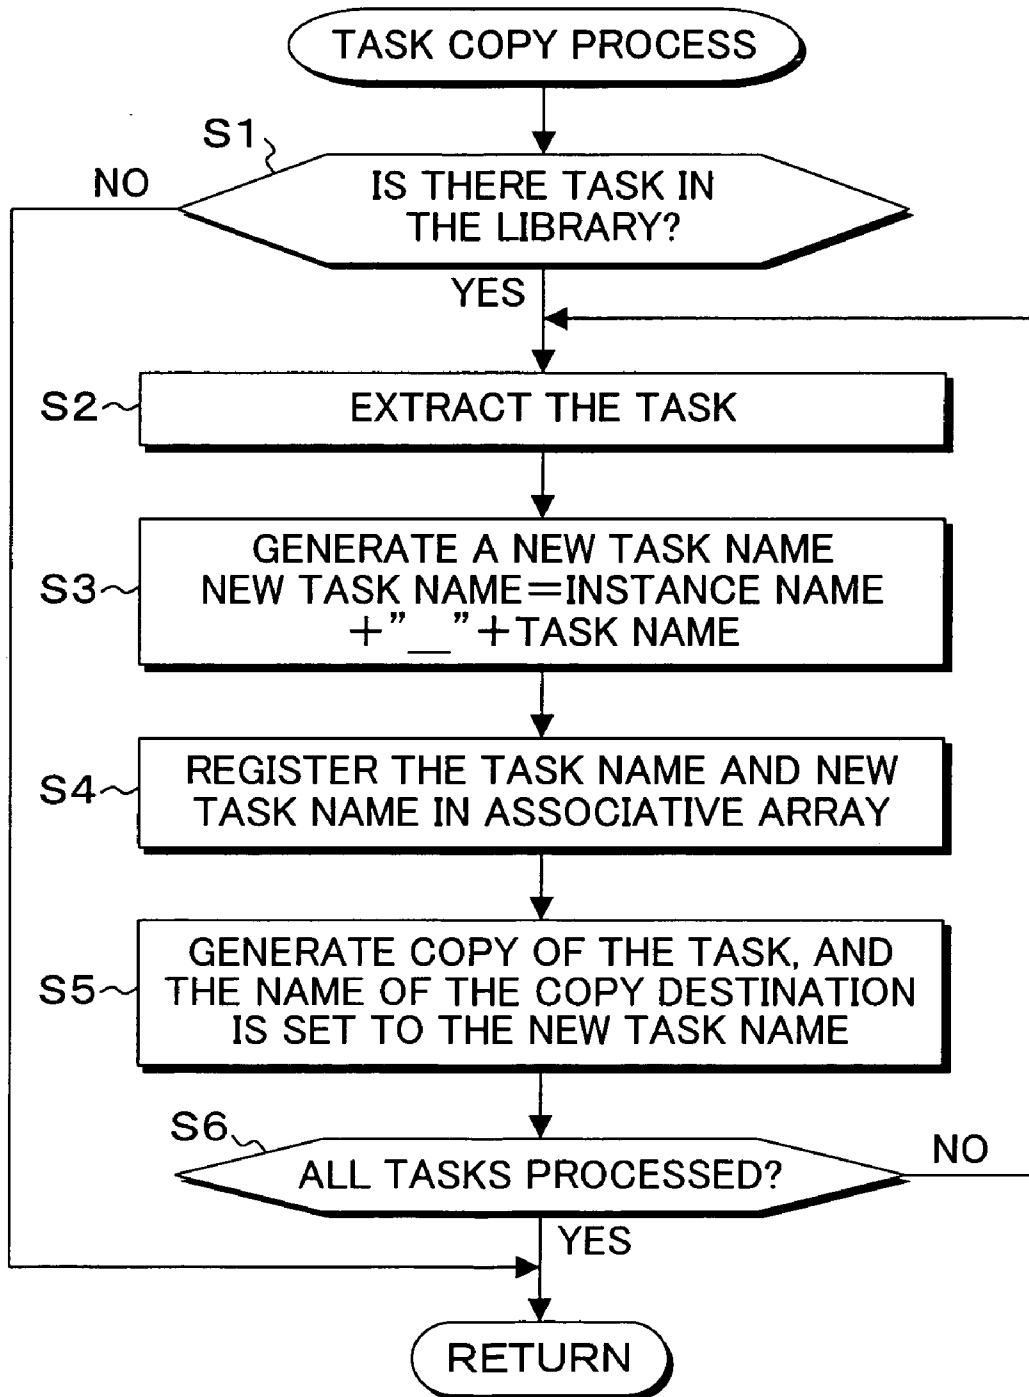 TASK COPY PROCESS
S1
NO
IS THERE TASK IN
THE LIBRARY?
YES
S2
EXTRACT THE TASK
S3
GENERATE A NEW TASK NAME
NEW TASK NAME=INSTANCE NAME
+"__"+TASK NAME
S4
REGISTER THE TASK NAME AND NEW
TASK NAME IN ASSOCIATIVE ARRAY
S5
GENERATE COPY OF THE TASK, AND
THE NAME OF THE COPY DESTINATION
IS SET TO THE NEW TASK NAME
S6
ALL TASKS PROCESSED?
NO
YES
RETURN